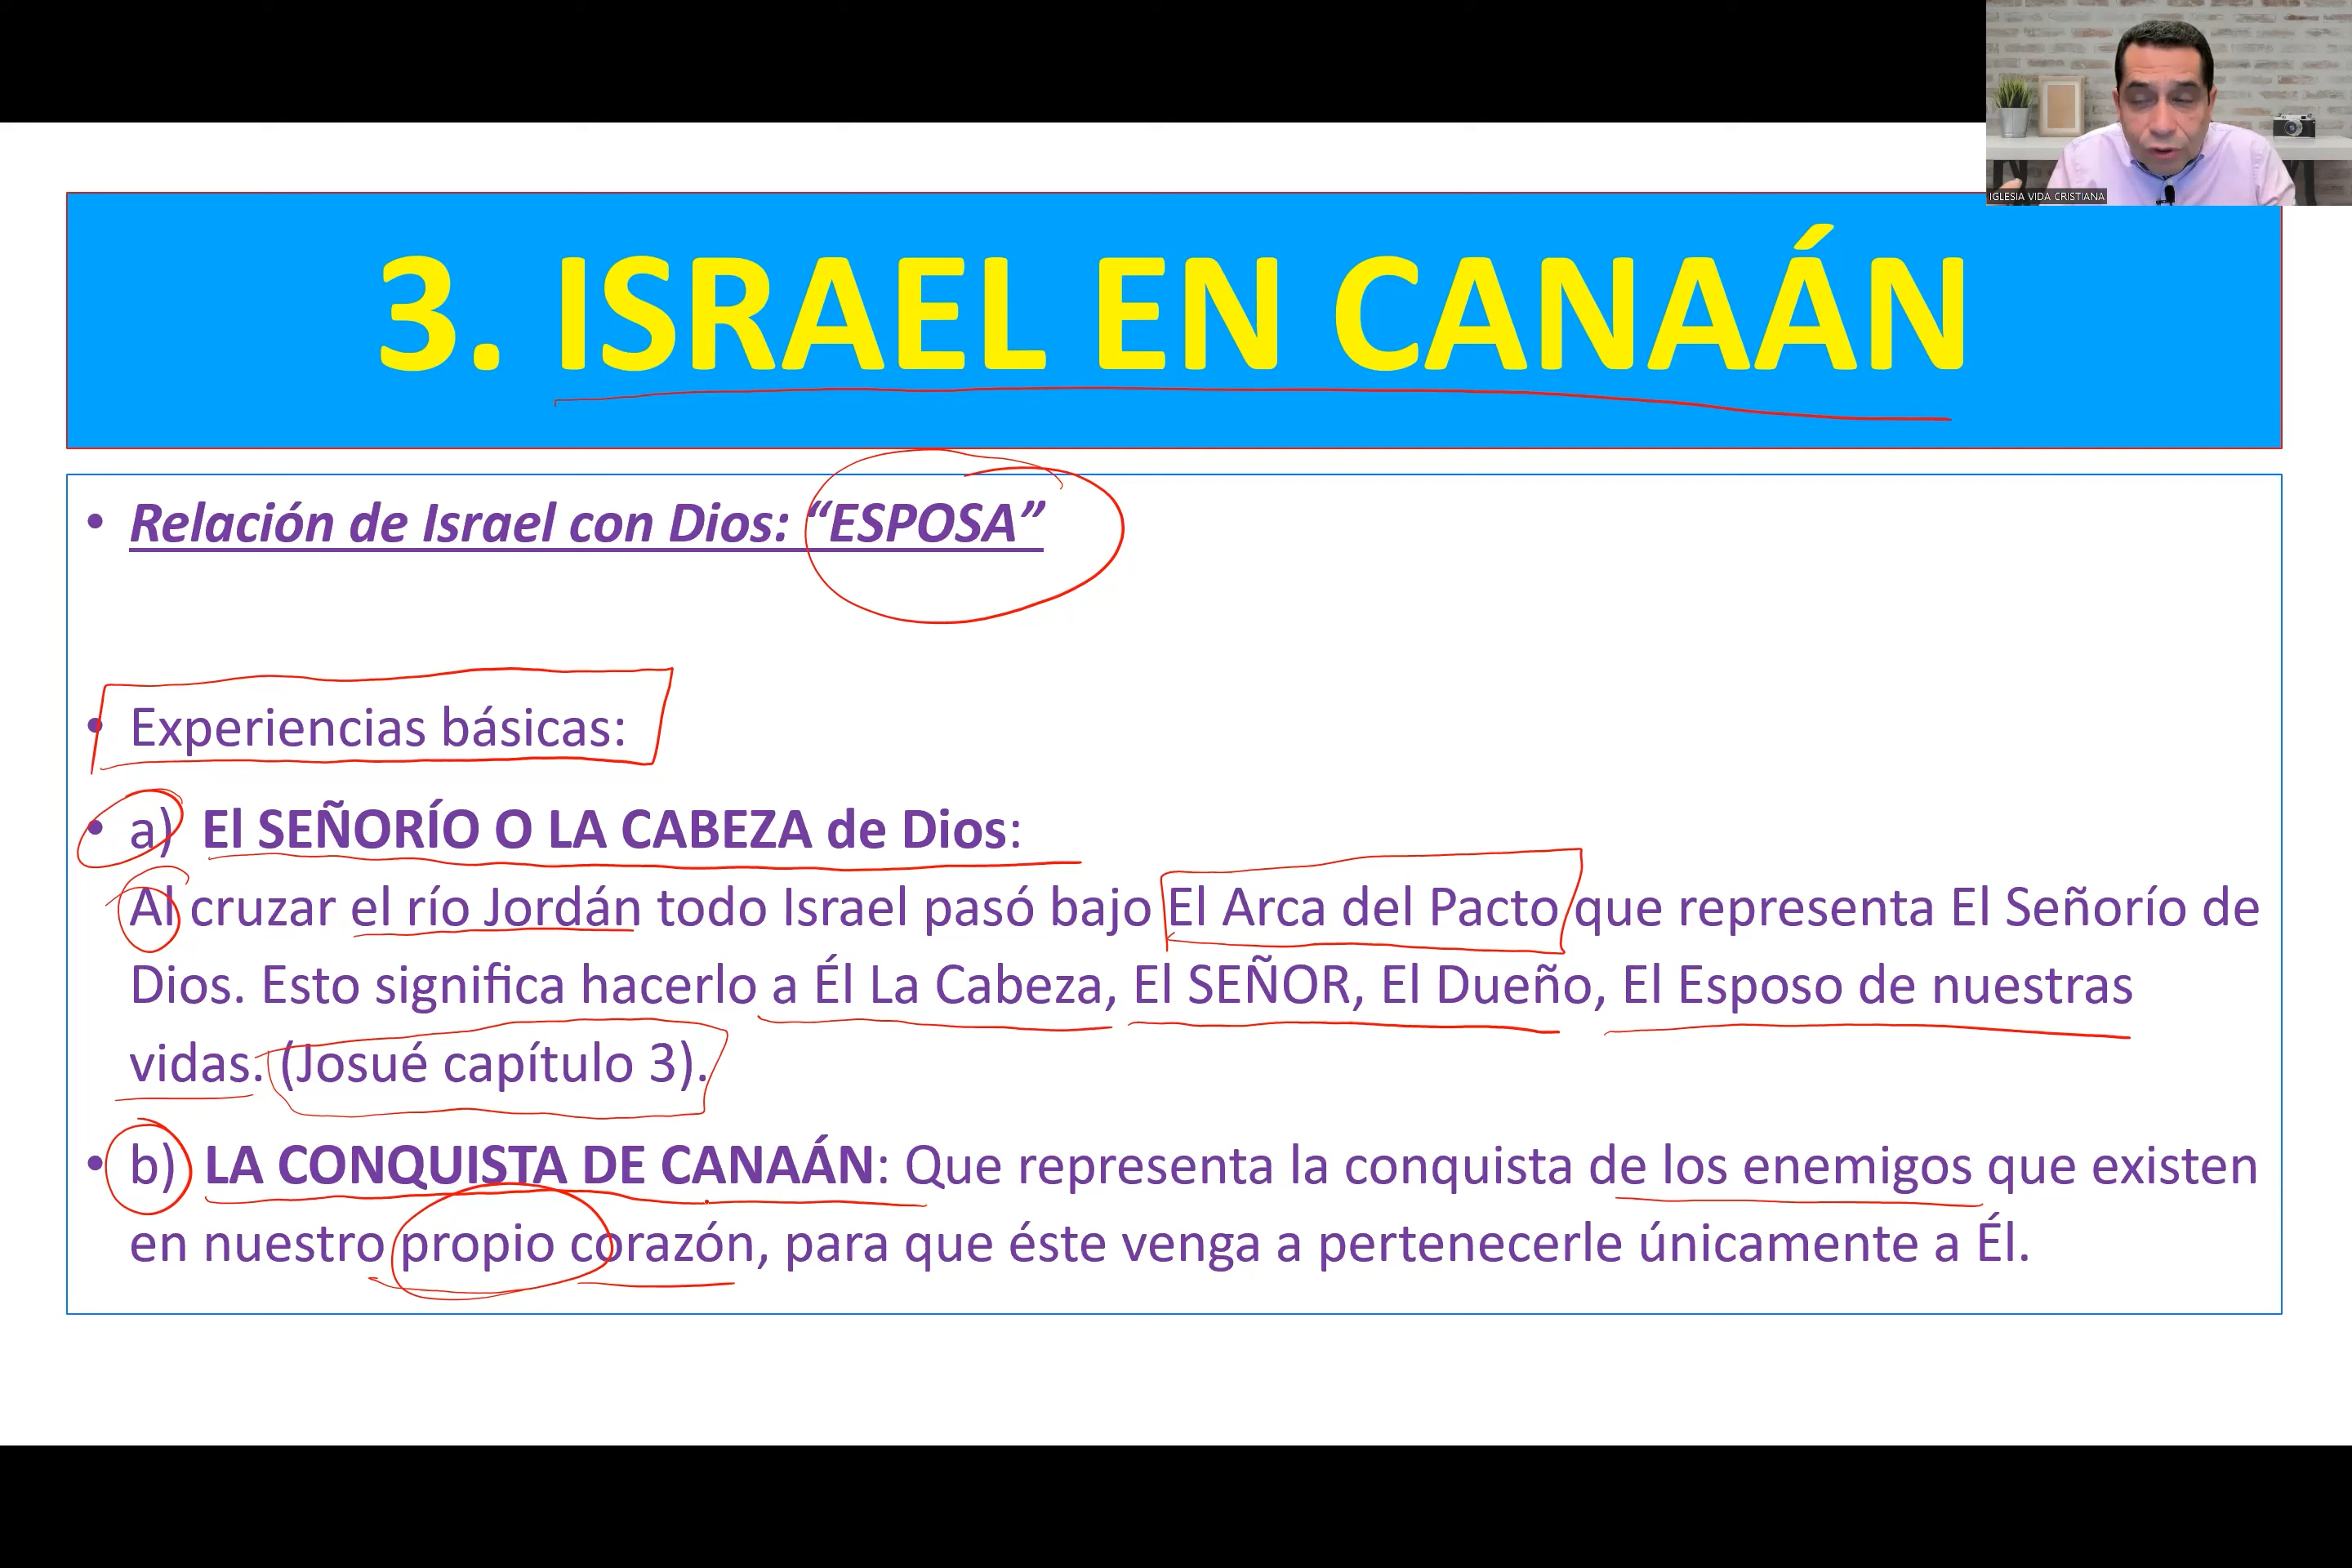 IGLESIA VIDA CRISTIANA
3. ISRAEL EN CANAÁN
• Relación de Israel con Dios: “ESPOSA”
• Experiencias básicas:
• a) El SEÑORÍO O LA CABEZA de Dios:
Al cruzar el río Jordán todo Israel pasó bajo El Arca del Pacto que representa El Señorío de
Dios. Esto significa hacerlo a Él La Cabeza, El SEÑOR, El Dueño, El Esposo de nuestras
vidas. (Josué capítulo 3).
• b) LA CONQUISTA DE CANAÁN: Que representa la conquista de los enemigos que existen
en nuestro propio corazón, para que éste venga a pertenecerle únicamente a Él.